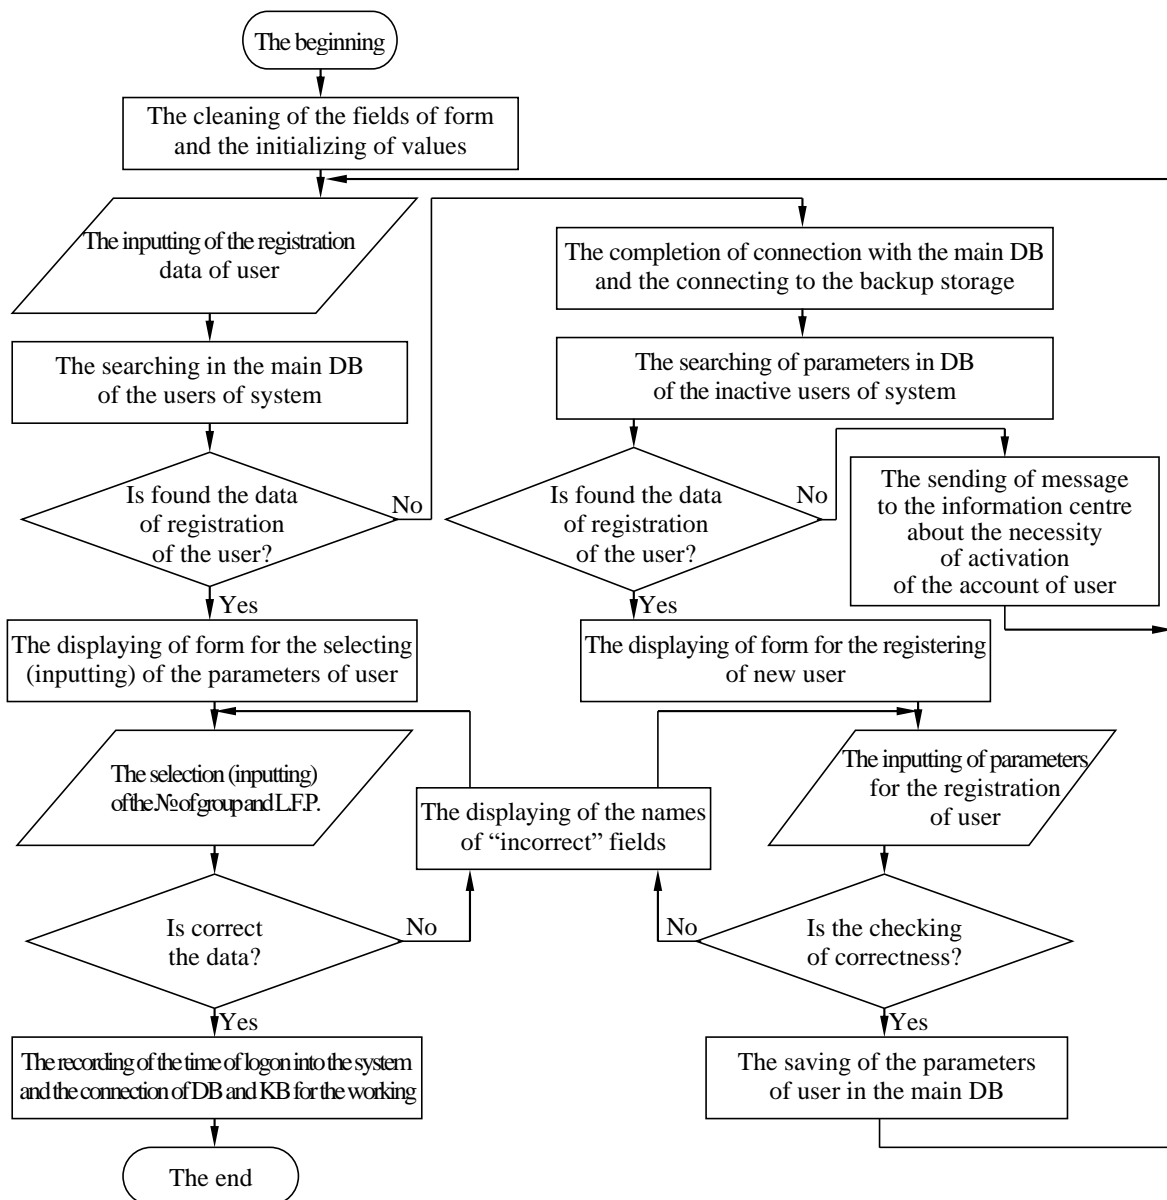 The beginning
The cleaning of the fields of form
and the initializing of values
The inputting of the registration
data of user
The searching in the main DB
of the users of system
Is found the data
of registration
of the user?
No
Yes
The displaying of form for the selecting
(inputting) of the parameters of user
The selection (inputting)
of the № of group and L.F.P.
Is correct
the data?
No
Yes
The recording of the time of logon into the system
and the connection of DB and KB for the working
The end
The completion of connection with the main DB
and the connecting to the backup storage
The searching of parameters in DB
of the inactive users of system
Is found the data
of registration
of the user?
No
Yes
The sending of message
to the information centre
about the necessity
of activation
of the account of user
The displaying of form for the registering
of new user
The inputting of parameters
for the registration
of user
The displaying of the names
of “incorrect” fields
Is the checking
of correctness?
No
Yes
The saving of the parameters
of user in the main DB